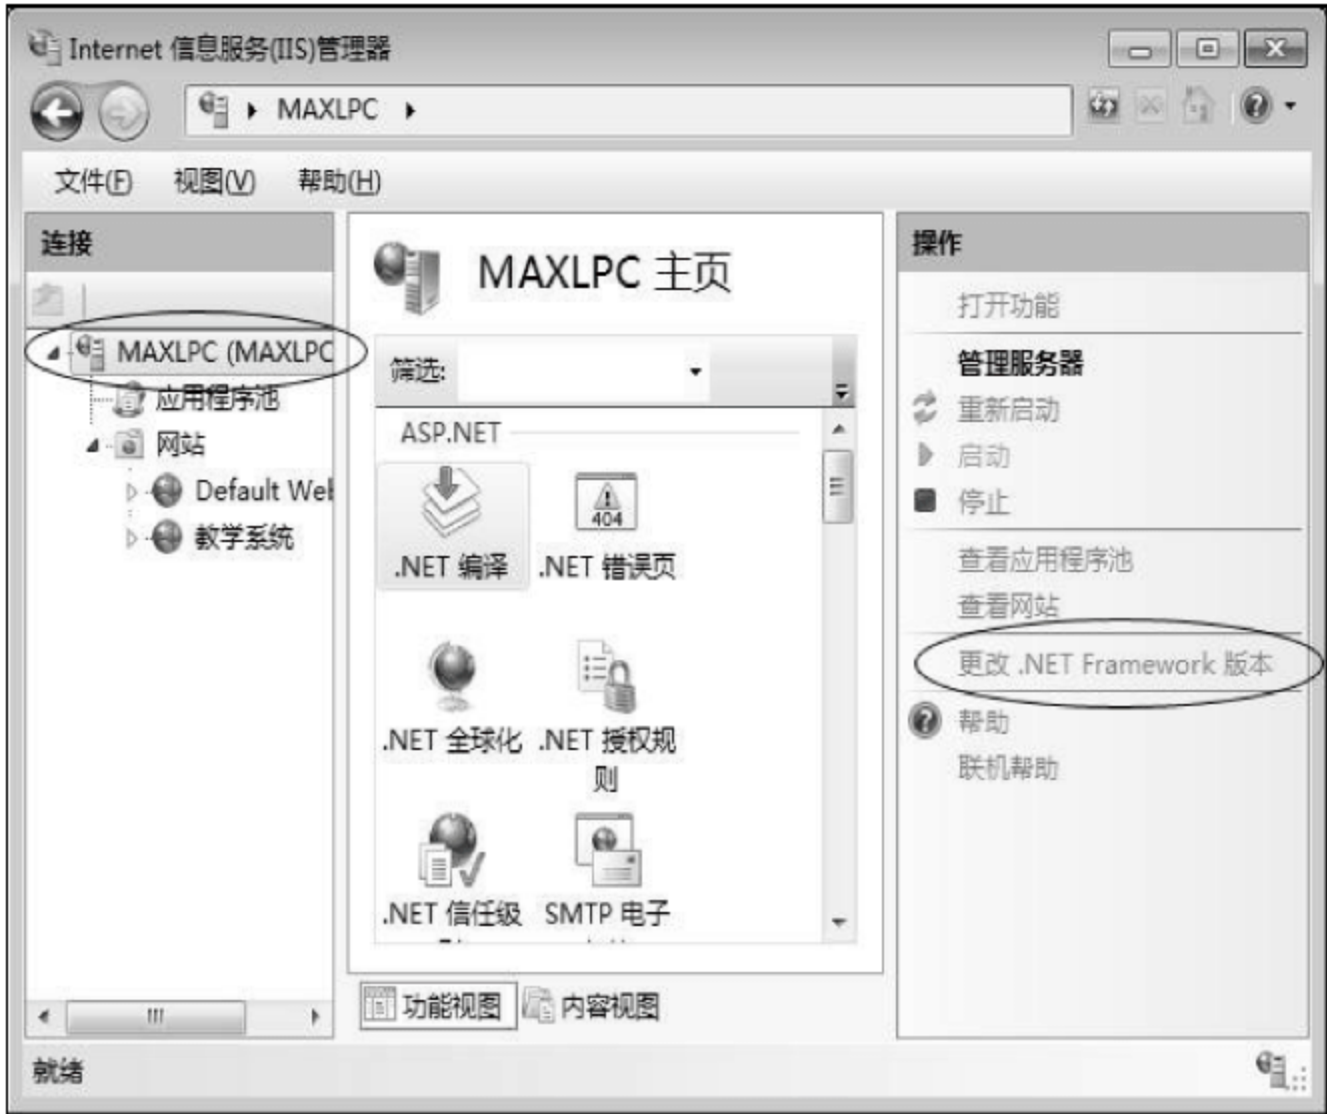 Internet 信息服务(IIS)管理器
MAXLPC
文件(F) 视图(V) 帮助(H)
连接
MAXLPC (MAXLPC
应用程序池
网站
Default Wel
教学系统
MAXLPC 主页
筛选:
ASP.NET
.NET 编译
.NET 错误页
404
.NET 全球化
.NET 授权规
则
.NET 信任级
SMTP 电子
功能视图
内容视图
操作
打开功能
管理服务器
重新启动
启动
停止
查看应用程序池
查看网站
更改 .NET Framework 版本
帮助
联机帮助
就绪